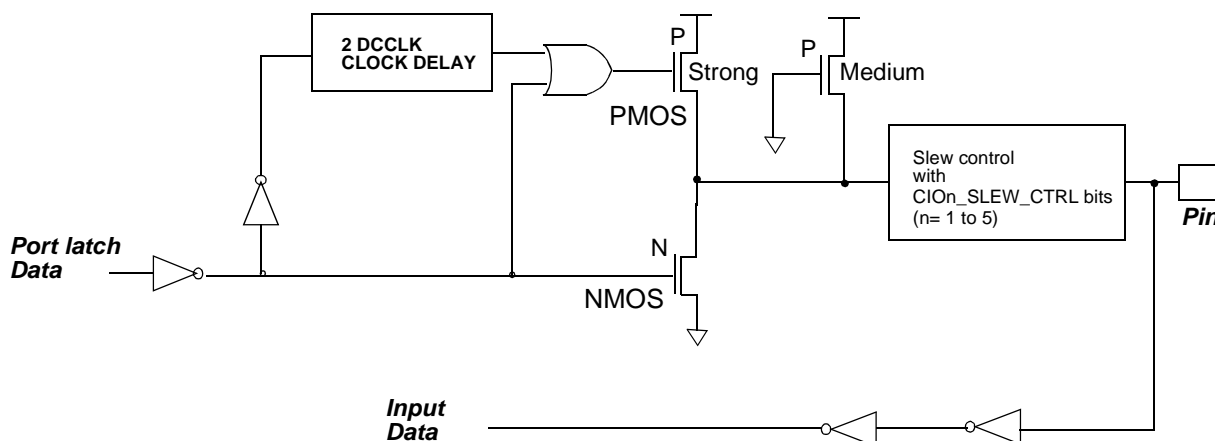 2 DCCLK
CLOCK DELAY
P
Strong
PMOS
P
Medium
Slew control
with
CIOn_SLEW_CTRL bits
(n= 1 to 5)
Pin
Port latch
Data
N
NMOS
Input
Data